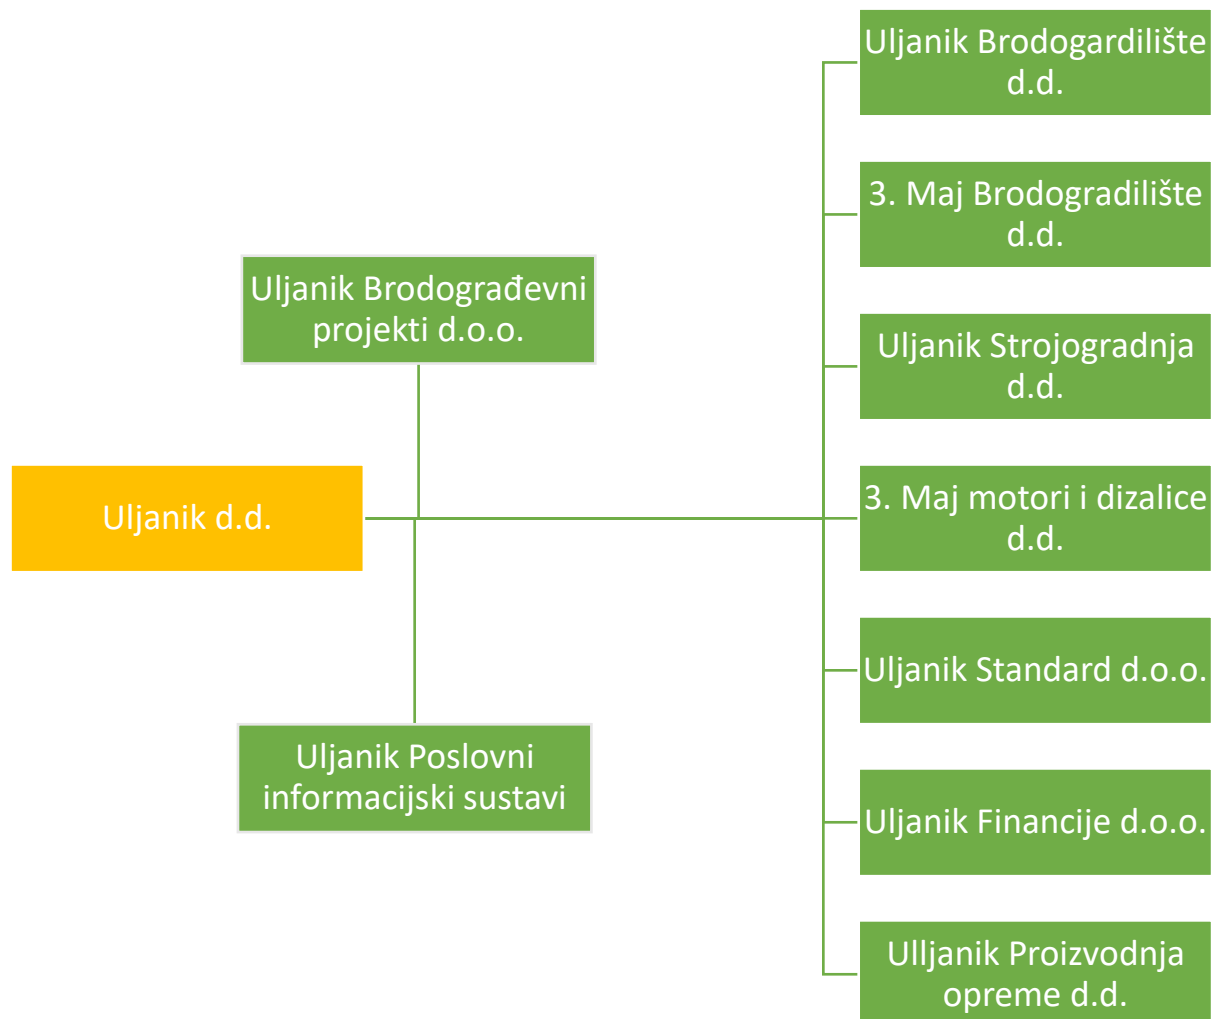 Uljanik Brodogardilište
d.d.
3. Maj Brodogradilište
d.d.
Uljanik Brodograđevni
projekti d.o.o.
Uljanik Strojogradnja
d.d.
Uljanik d.d.
3. Maj motori i dizalice
d.d.
Uljanik Standard d.o.o.
Uljanik Poslovni
informacijski sustavi
Uljanik Financije d.o.o.
Ulljanik Proizvodnja
opreme d.d.